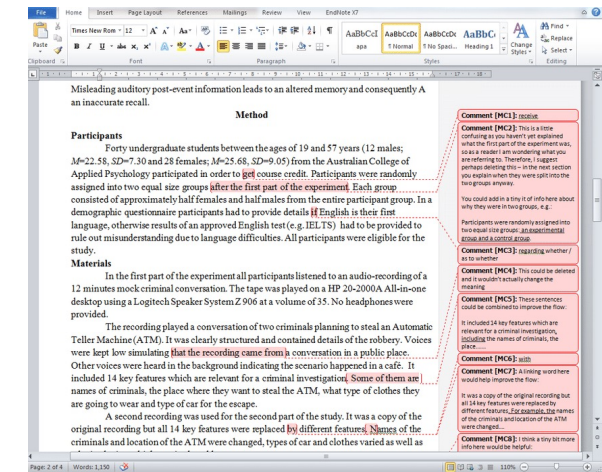 File Home Insert Page Layout References Mailings Review View EndNote X7
Times New Rom 12
Paste
B I U abe x, x²
AaBbCcI AaBbCcDc AaBbCcDc AaBbC
apa ¶ Normal ¶ No Spaci... Heading 1
Change Styles
Find
Replace
Select
Clipboard Font Paragraph Styles Editing
Misleading auditory post-event information leads to an altered memory and consequently A
an inaccurate recall.
Method
Participants
Forty undergraduate students between the ages of 19 and 57 years (12 males;
M=22.58, SD=7.30 and 28 females; M=25.68, SD=9.05) from the Australian College of
Applied Psychology participated in order to get course credit. Participants were randomly
assigned into two equal size groups after the first part of the experiment. Each group
consisted of approximately half females and half males from the entire participant group. In a
demographic questionnaire participants had to provide details if English is their first
language, otherwise results of an approved English test (e.g. IELTS) had to be provided to
rule out misunderstanding due to language difficulties. All participants were eligible for the
study.
Materials
In the first part of the experiment all participants listened to an audio-recording of a
12 minutes mock criminal conversation. The tape was played on a HP 20-2000A All-in-one
desktop using a Logitech Speaker System Z 906 at a volume of 35. No headphones were
provided.
The recording played a conversation of two criminals planning to steal an Automatic
Teller Machine (ATM). It was clearly structured and contained details of the robbery. Voices
were kept low simulating that the recording came from a conversation in a public place.
Other voices were heard in the background indicating the scenario happened in a café. It
included 14 key features which are relevant for a criminal investigation. Some of them are
names of criminals, the place where they want to steal the ATM, what type of clothes they
are going to wear and type of car for the escape.
A second recording was used for the second part of the study. It was a copy of the
original recording but all 14 key features were replaced by different features. Names of the
criminals and location of the ATM were changed, types of car and clothes varied as well as
Comment [MC1]: receive
Comment [MC2]: This is a little
confusing as you haven't yet explained
what the first part of the experiment was,
so as a reader I am wondering what you
are referring to. Therefore, I suggest
perhaps deleting this – in the next section
you explain when they were split into the
two groups anyway.
You could add in a tiny it of info here about
why they were in two groups, e.g.:
Participants were randomly assigned into
two equal size groups: an experimental
group and a control group.
Comment [MC3]: regarding whether /
as to whether
Comment [MC4]: This could be deleted
and it wouldn't actually change the
meaning
Comment [MC5]: These sentences
could be combined to improve the flow:
It included 14 key features which are
relevant for a criminal investigation,
including the names of criminals, the
place......
Comment [MC6]: with
Comment [MC7]: A linking word here
would help improve the flow:
It was a copy of the original recording but
all 14 key features were replaced by
different features. For example, the names
of the criminals and location of the ATM
were changed....
Comment [MC8]: I think a tiny bit more
info here would be helpful:
Page: 2 of 4 Words: 1,150 110%